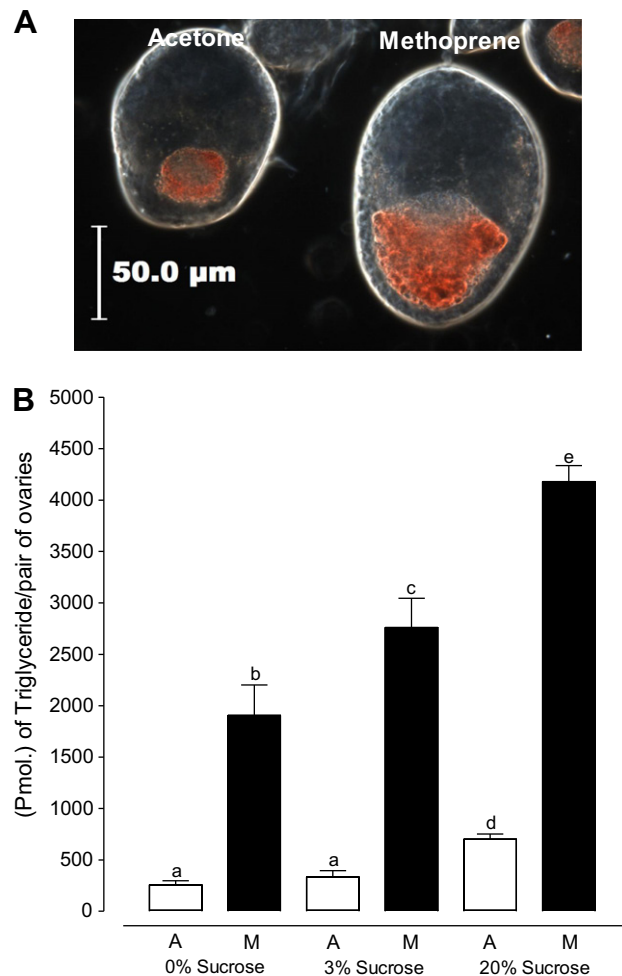 A
Acetone Methoprene
50.0 µm
B
(Pmol.) of Triglyceride/pair of ovaries
5000
4500
4000
3500
3000
2500
2000
1500
1000
500
0
a b a c d e
A M A M A M
0% Sucrose 3% Sucrose 20% Sucrose